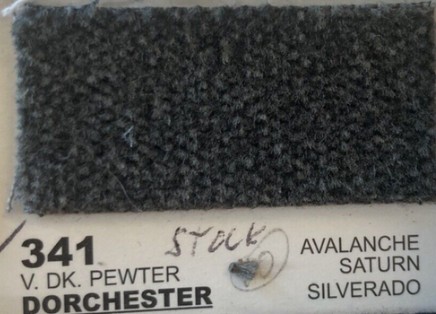 341
STOCK
V. DK. PEWTER
DORCHESTER
AVALANCHE
SATURN
SILVERADO